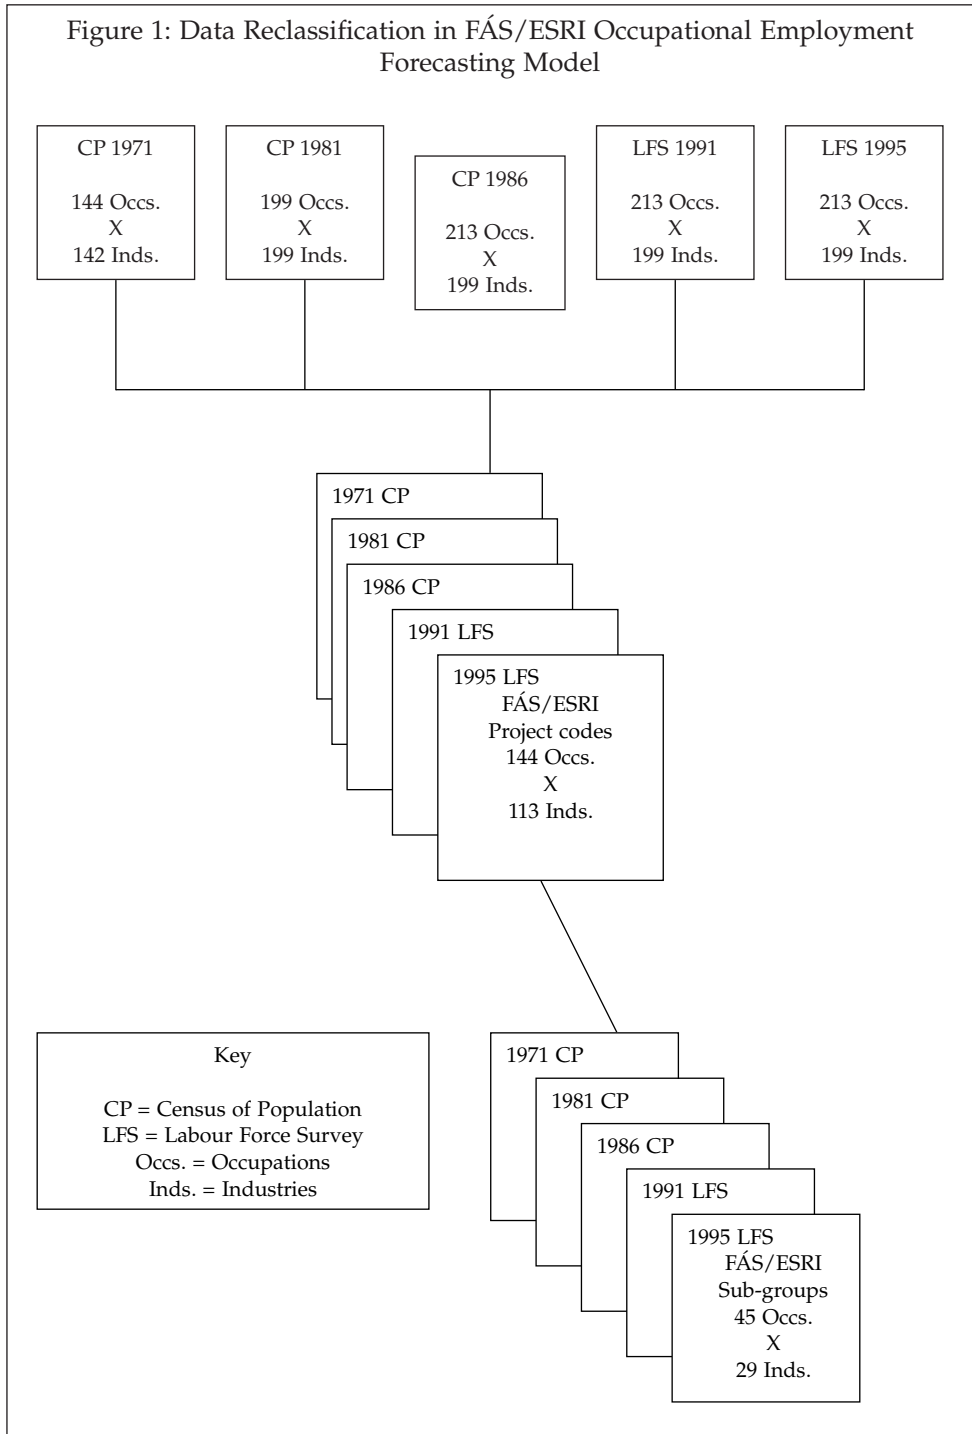 Figure 1: Data Reclassification in FÁS/ESRI Occupational Employment
Forecasting Model
CP 1971
144 Occs.
X
142 Inds.
CP 1981
199 Occs.
X
199 Inds.
CP 1986
213 Occs.
X
199 Inds.
LFS 1991
213 Occs.
X
199 Inds.
LFS 1995
213 Occs.
X
199 Inds.
1971 CP
1981 CP
1986 CP
1991 LFS
1995 LFS
FÁS/ESRI
Project codes
144 Occs.
X
113 Inds.
Key
CP = Census of Population
LFS = Labour Force Survey
Occs. = Occupations
Inds. = Industries
1971 CP
1981 CP
1986 CP
1991 LFS
1995 LFS
FÁS/ESRI
Sub-groups
45 Occs.
X
29 Inds.